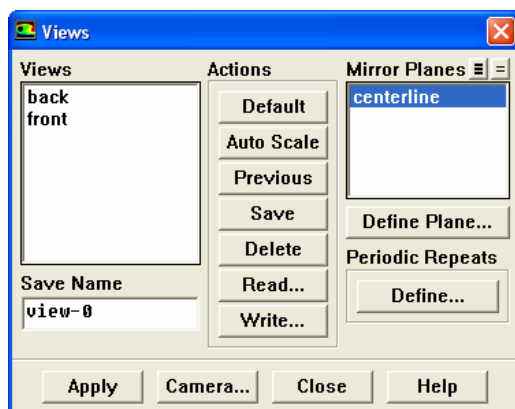 Views
Views
back
front
Save Name
view-0
Actions
Default
Auto Scale
Previous
Save
Delete
Read...
Write...
Mirror Planes
centerline
Define Plane...
Periodic Repeats
Define...
Apply
Camera...
Close
Help